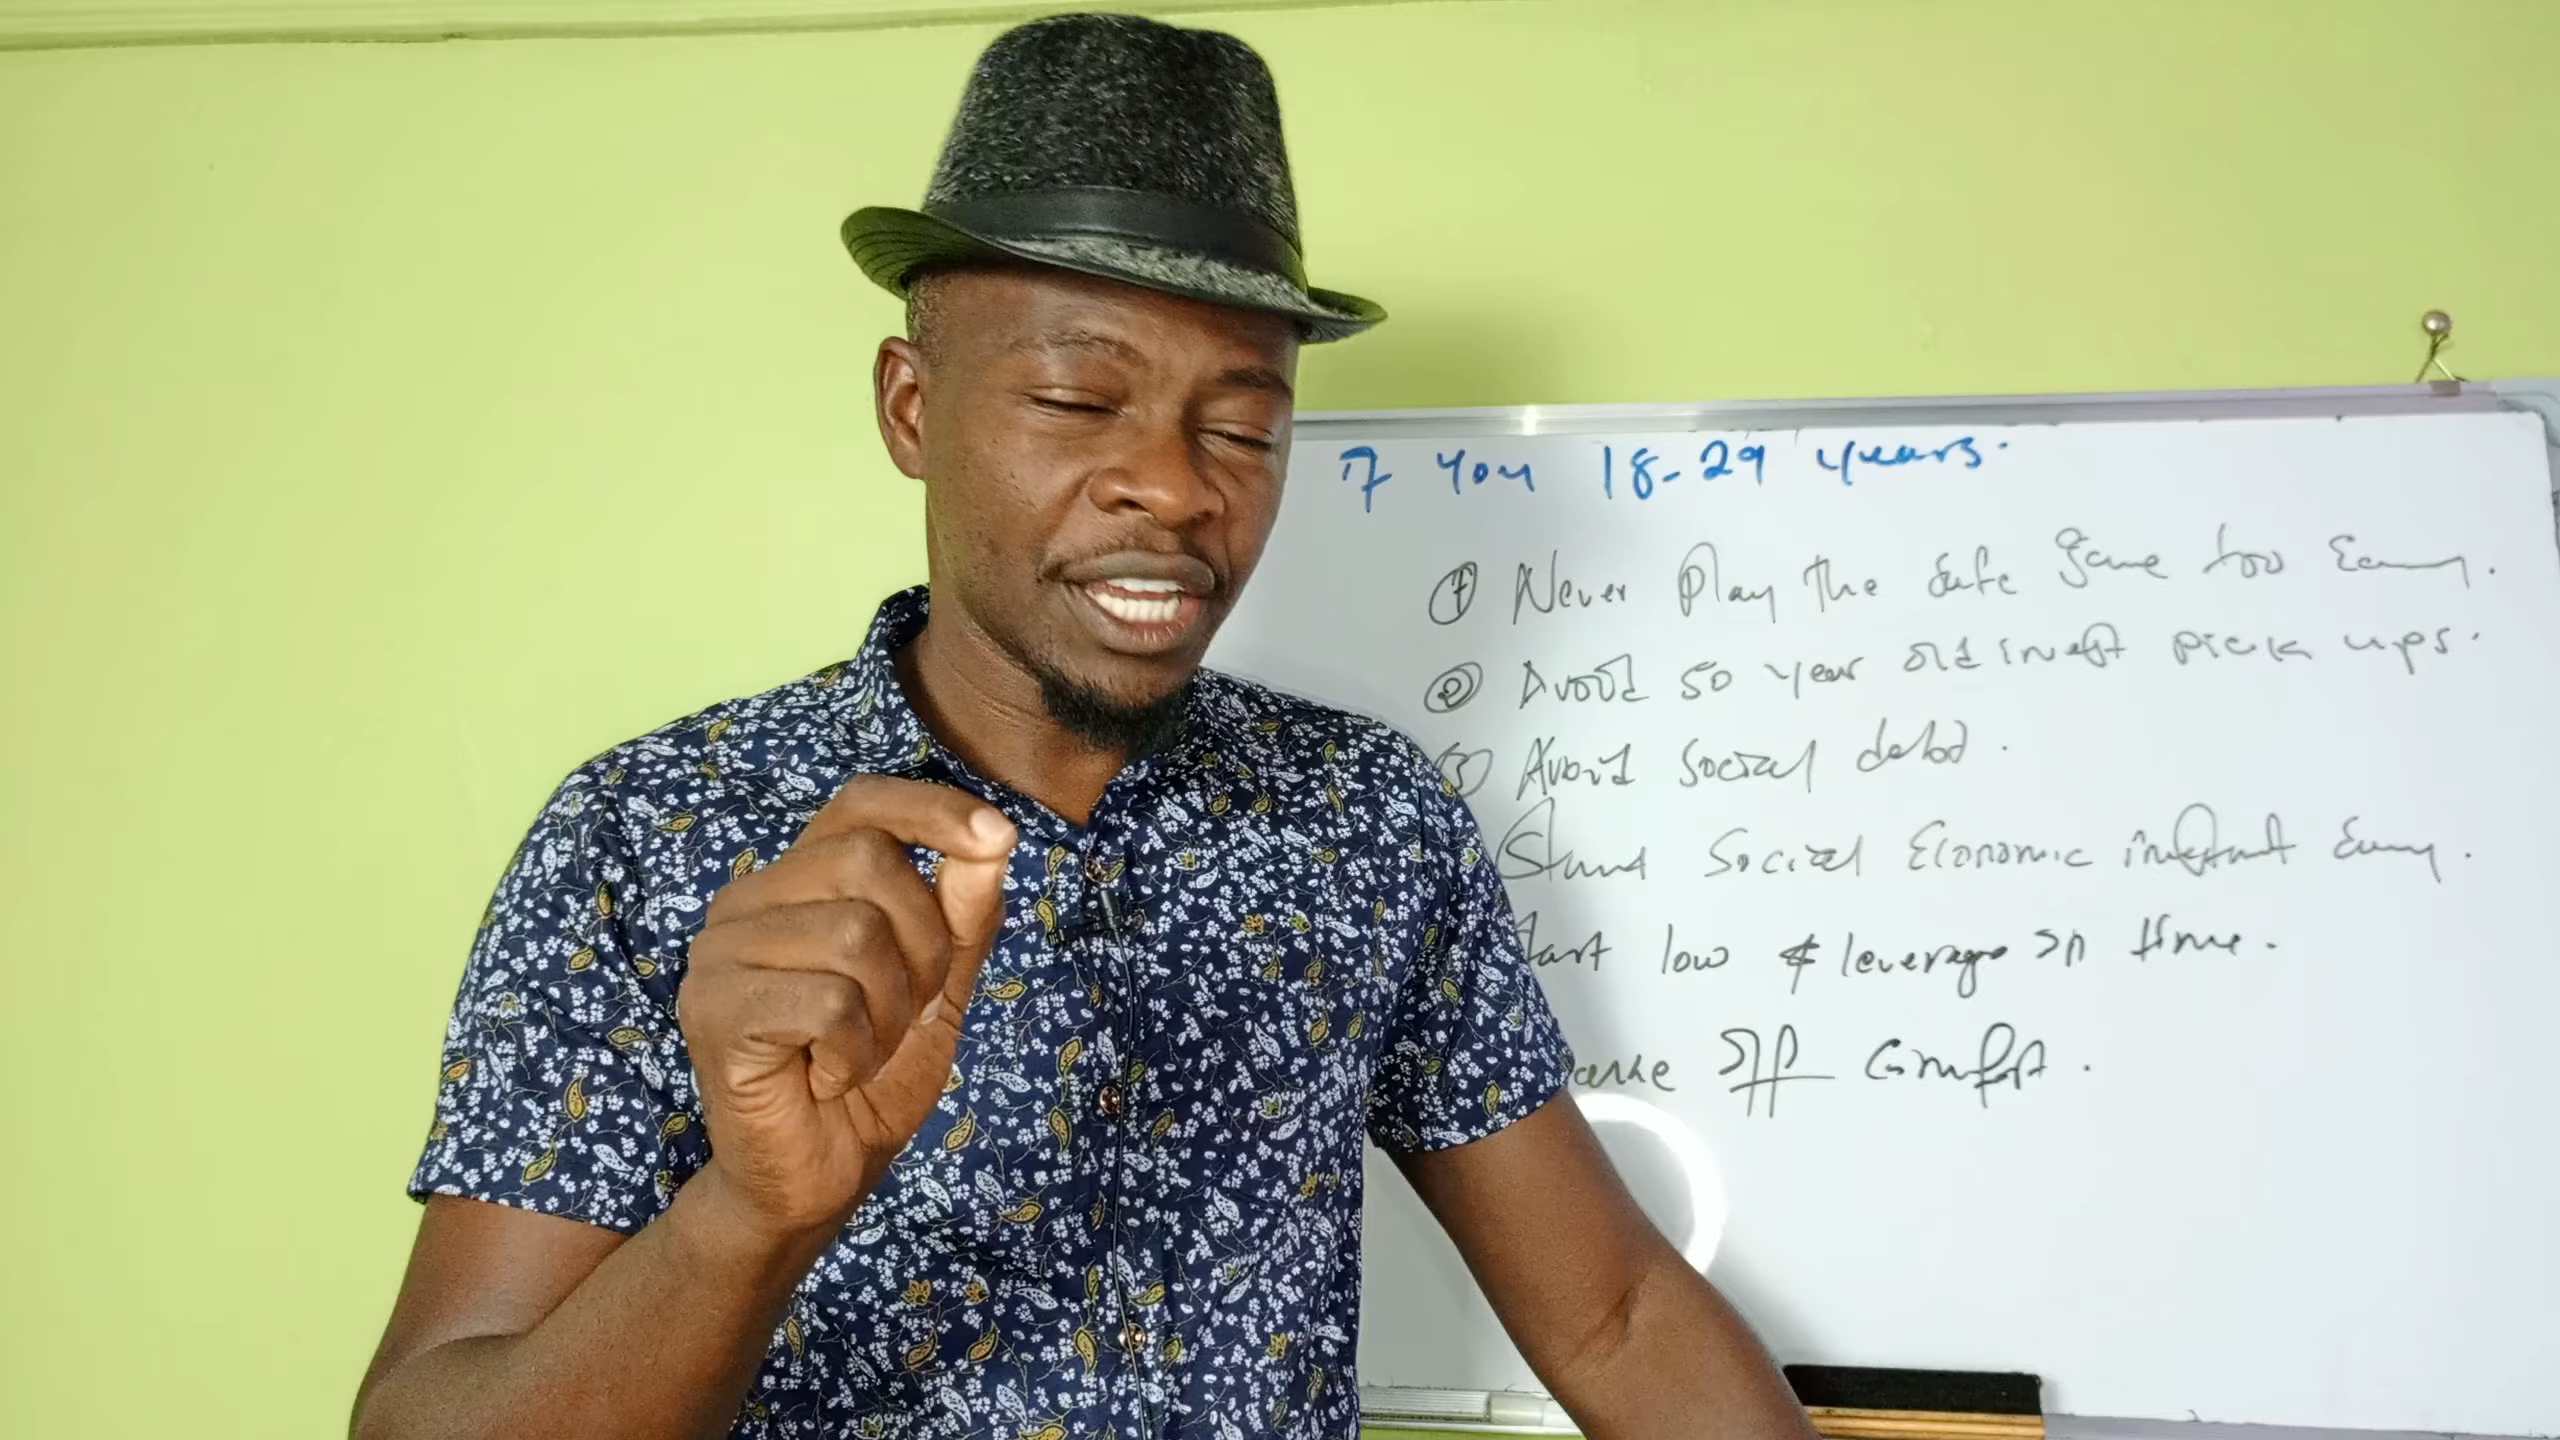 If You 18-29 years.
① Never Play the safe game too Early.
② Avoid 50 year old invest pick ups.
③ Avoid Social debt.
Social Economic
low & leverage on time.
off comfort.